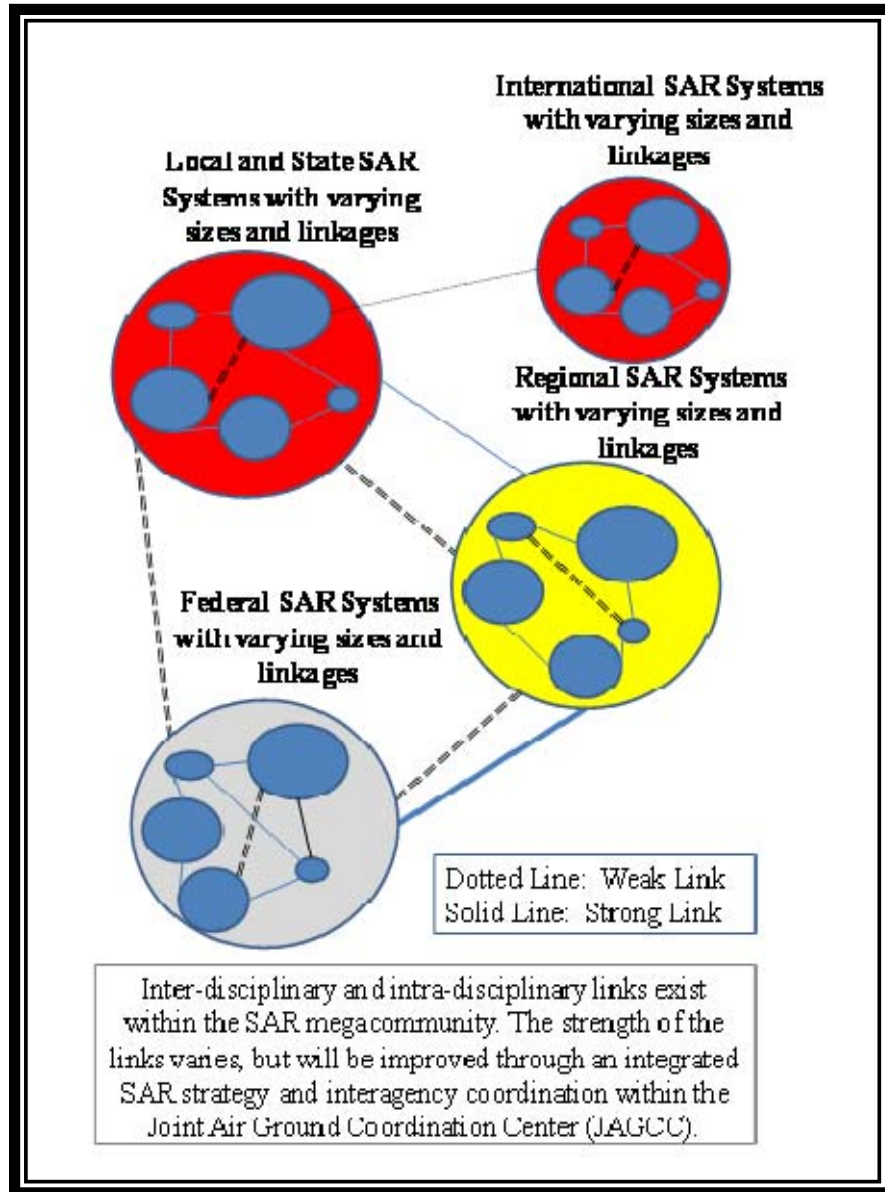 International SAR Systems
with varying sizes and
linkages
Local and State SAR
Systems with varying
sizes and linkages
Regional SAR Systems
with varying sizes and
linkages
Federal SAR Systems
with varying sizes and
linkages
Dotted Line: Weak Link
Solid Line: Strong Link
Inter-disciplinary and intra-disciplinary links exist
within the SAR megacommunity. The strength of the
links varies, but will be improved through an integrated
SAR strategy and interagency coordination within the
Joint Air Ground Coordination Center (JAGCC).